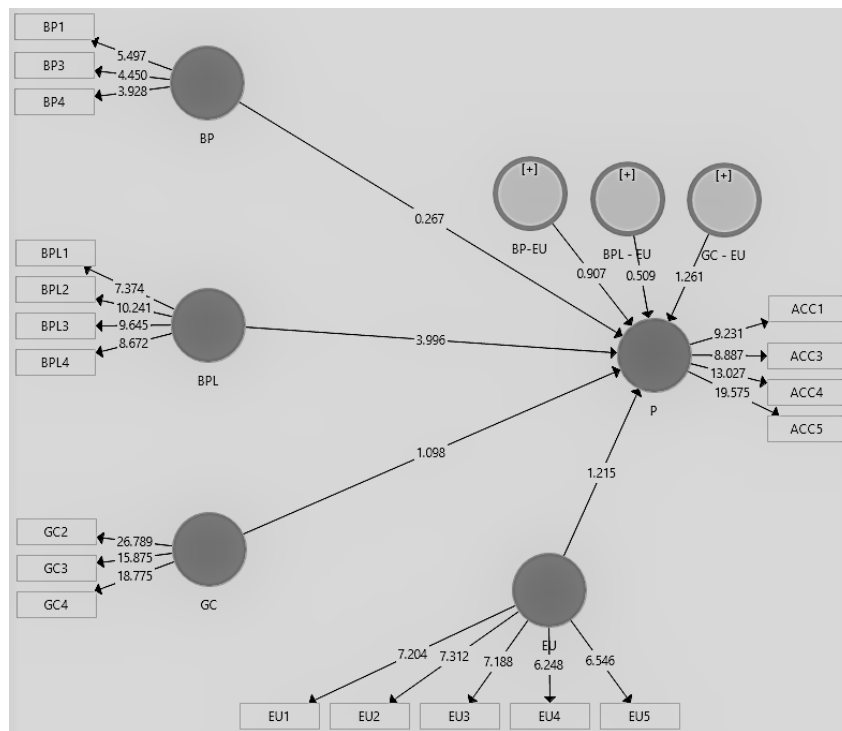 BP1
5.497
BP3
4.450
BP4
3.928
BP
[+]
[+]
[+]
0.267
BP-EU
BPL - EU
GC - EU
BPL1
7.374
0.907
0.509
1.261
BPL2
10.241
BPL3
9.645
BPL4
8.672
BPL
3.996
9.231
ACC1
8.887
ACC3
13.027
ACC4
19.575
ACC5
P
1.098
1.215
GC2
26.789
GC3
15.875
GC4
18.775
GC
EU
7.204
7.312
7.188
6.248
6.546
EU1
EU2
EU3
EU4
EU5